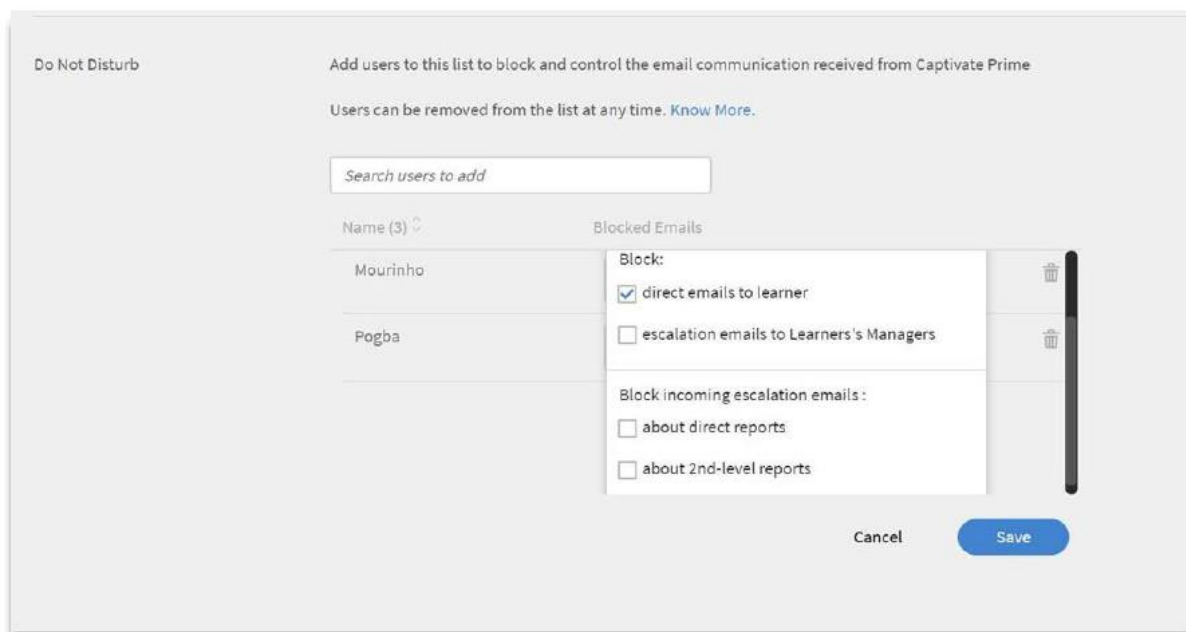 Do Not Disturb
Add users to this list to block and control the email communication received from Captivate Prime
Users can be removed from the list at any time. Know More.
Search users to add
Name (3) Blocked Emails
Mourinho
Block:
direct emails to learner
escalation emails to Learners's Managers
Pogba
Block incoming escalation emails :
about direct reports
about 2nd-level reports
Cancel Save